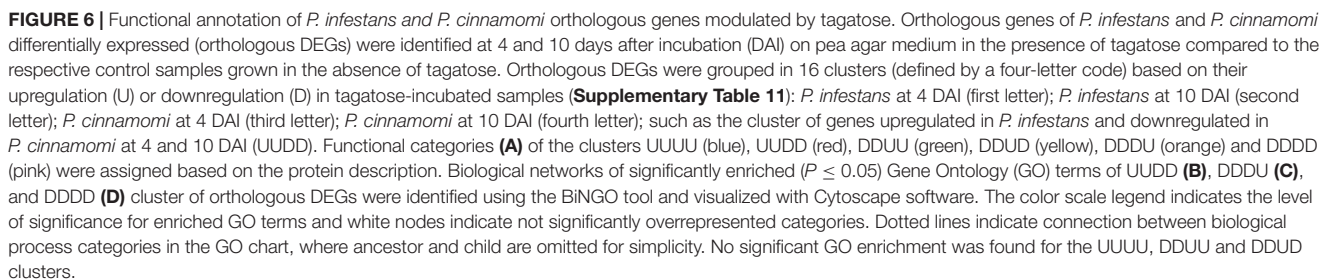 FIGURE 6 | Functional annotation of P. infestans and P. cinnamomi orthologous genes modulated by tagatose. Orthologous genes of P. infestans and P. cinnamomi
differentially expressed (orthologous DEGs) were identified at 4 and 10 days after incubation (DAI) on pea agar medium in the presence of tagatose compared to the
respective control samples grown in the absence of tagatose. Orthologous DEGs were grouped in 16 clusters (defined by a four-letter code) based on their
upregulation (U) or downregulation (D) in tagatose-incubated samples (Supplementary Table 11): P. infestans at 4 DAI (first letter); P. infestans at 10 DAI (second
letter); P. cinnamomi at 4 DAI (third letter); P. cinnamomi at 10 DAI (fourth letter); such as the cluster of genes upregulated in P. infestans and downregulated in
P. cinnamomi at 4 and 10 DAI (UUDD). Functional categories (A) of the clusters UUUU (blue), UUDD (red), DDUU (green), DDUD (yellow), DDDU (orange) and DDDD
(pink) were assigned based on the protein description. Biological networks of significantly enriched (P ≤ 0.05) Gene Ontology (GO) terms of UUDD (B), DDDU (C),
and DDDD (D) cluster of orthologous DEGs were identified using the BiNGO tool and visualized with Cytoscape software. The color scale legend indicates the level
of significance for enriched GO terms and white nodes indicate not significantly overrepresented categories. Dotted lines indicate connection between biological
process categories in the GO chart, where ancestor and child are omitted for simplicity. No significant GO enrichment was found for the UUUU, DDUU and DDUD
clusters.